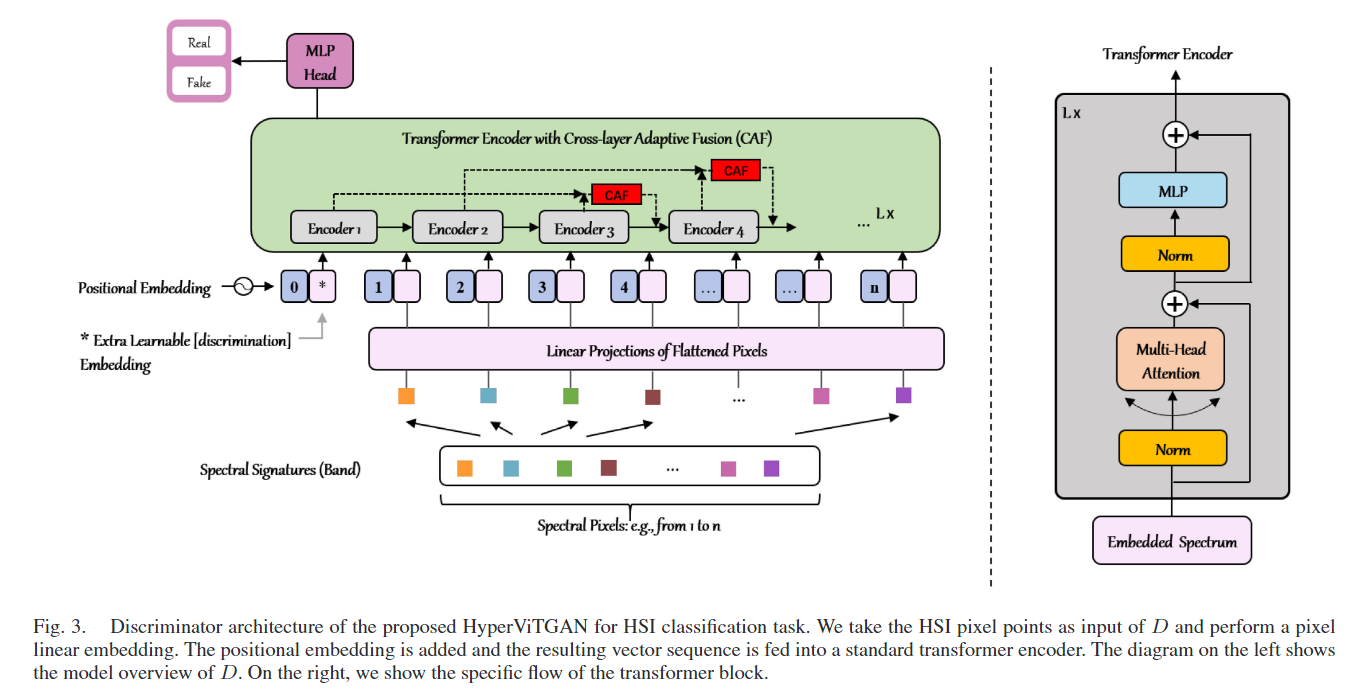 Real
Fake
MLP
Head
Transformer Encoder with Cross-layer Adaptive Fusion (CAF)
CAF
CAF
Encoder 1
Encoder 2
Encoder 3
Encoder 4
... Lx
Positional Embedding
0 *
1
2
3
4
...
...
n
* Extra Learnable [discrimination]
Embedding
Linear Projections of Flattened Pixels
...
Spectral Signatures (Band)
...
Spectral Pixels: e.g., from 1 to n
Transformer Encoder
Lx
MLP
Norm
Multi-Head
Attention
Norm
Embedded Spectrum
Fig. 3. Discriminator architecture of the proposed HyperViTGAN for HSI classification task. We take the HSI pixel points as input of D and perform a pixel
linear embedding. The positional embedding is added and the resulting vector sequence is fed into a standard transformer encoder. The diagram on the left shows
the model overview of D. On the right, we show the specific flow of the transformer block.